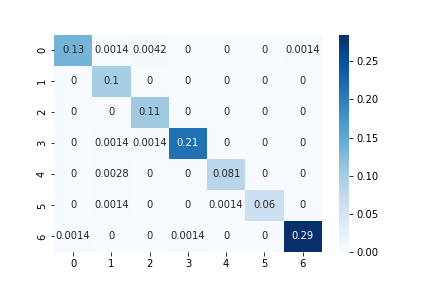 0 0.13 0.0014 0.0042 0 0 0 0.0014
1 0 0.1 0 0 0 0 0
2 0 0 0.11 0 0 0 0
3 0 0.0014 0.0014 0.21 0 0 0
4 0 0.0028 0 0 0.081 0 0
5 0 0.0014 0 0 0.0014 0.06 0
6 0.0014 0 0 0.0014 0 0 0.29
0 1 2 3 4 5 6
0.25
0.20
0.15
0.10
0.05
0.00